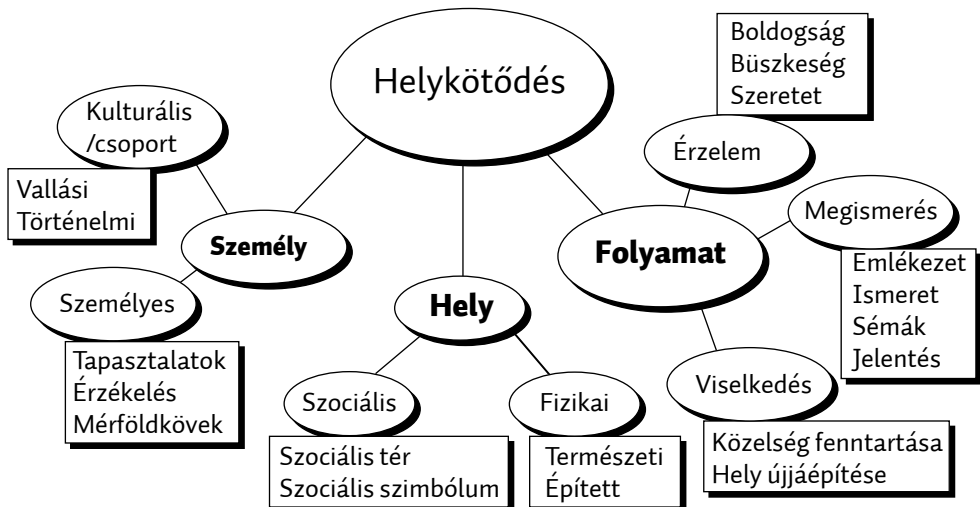 Helykötődés
Kulturális
/csoport
Vallási
Történelmi
Személy
Személyes
Tapasztalatok
Érzékelés
Mérföldkövek
Hely
Szociális
Szociális tér
Szociális szimbólum
Fizikai
Természeti
Épített
Folyamat
Boldogság
Büszkeség
Szeretet
Érzelem
Megismerés
Emlékezet
Ismeret
Sémák
Jelentés
Viselkedés
Közelség fenntartása
Hely újjáépítése